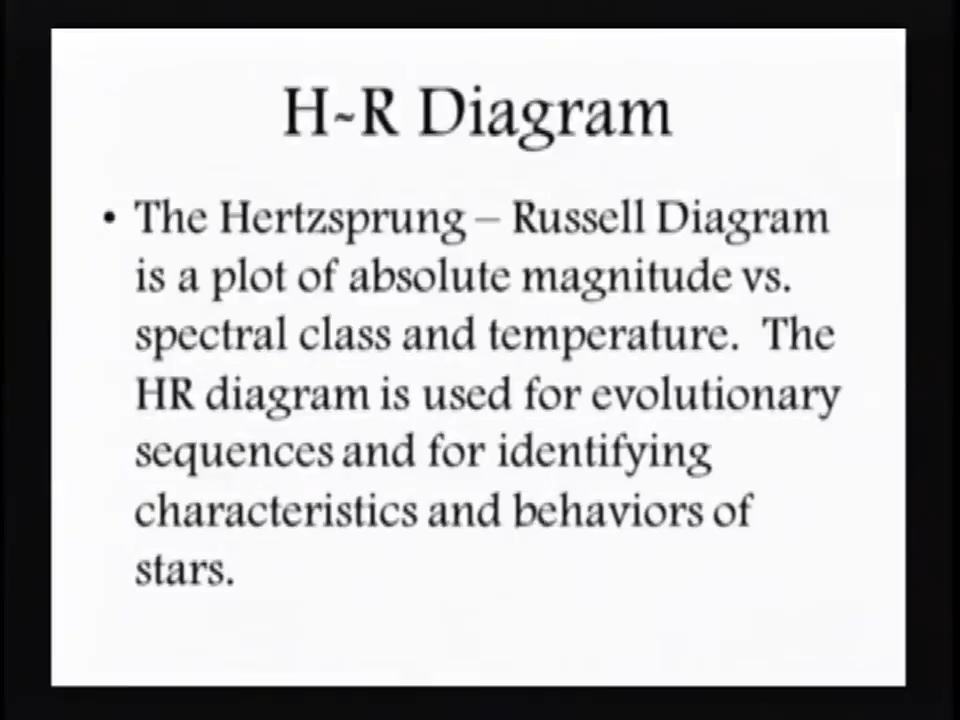 H-R Diagram
• The Hertzsprung – Russell Diagram
is a plot of absolute magnitude vs.
spectral class and temperature.  The
HR diagram is used for evolutionary
sequences and for identifying
characteristics and behaviors of
stars.